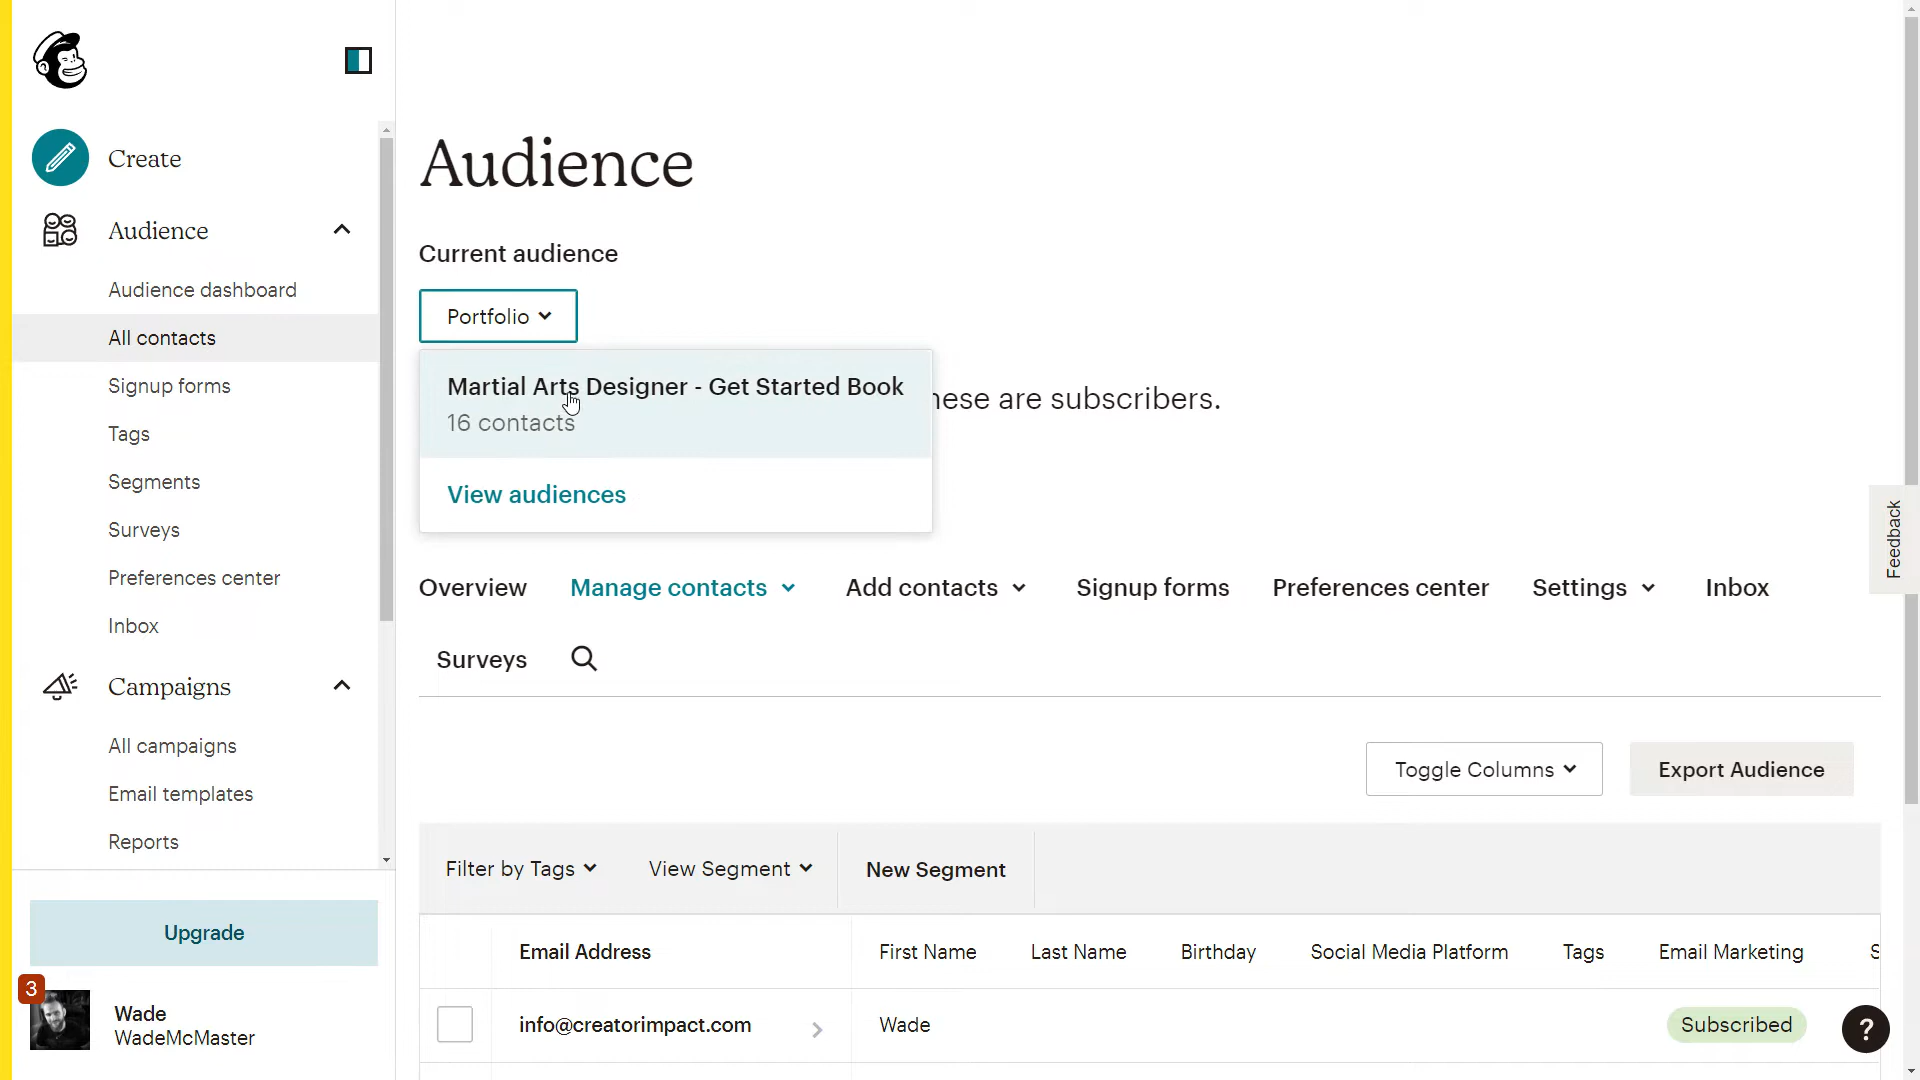 Create
Audience
Audience dashboard
All contacts
Signup forms
Tags
Segments
Surveys
Preferences center
Inbox
Campaigns
All campaigns
Email templates
Reports
Upgrade
3
Wade
WadeMcMaster
Audience
Current audience
Portfolio
Martial Arts Designer - Get Started Book
16 contacts
View audiences
hese are subscribers.
Overview Manage contacts Add contacts Signup forms Preferences center Settings Inbox
Surveys
Toggle Columns Export Audience
Filter by Tags View Segment New Segment
Email Address First Name Last Name Birthday Social Media Platform Tags Email Marketing S
info@creatorimpact.com Wade Subscribed
?
Feedback